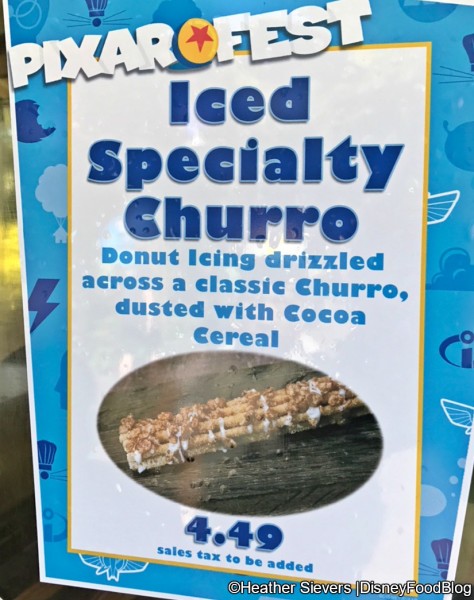 PIXAR FEST
Iced
Specialty
Churro
Donut Icing drizzled
across a classic Churro,
dusted with Cocoa
Cereal
4.49
sales tax to be added
©Heather Sievers |DisneyFoodBlog